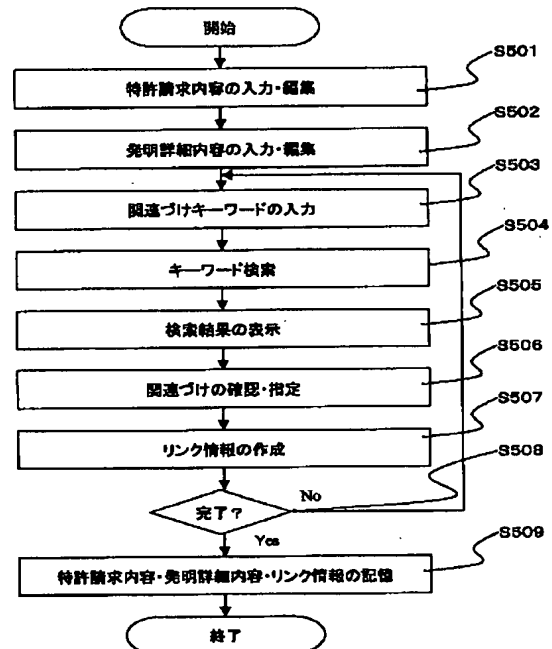 開始
S501
特許請求内容の入力・編集
S502
発明詳細内容の入力・編集
S503
関連づけキーワードの入力
S504
キーワード検索
S505
検索結果の表示
S506
関連づけの確認・指定
S507
リンク情報の作成
S508
完了?
No
Yes
S509
特許請求内容・発明詳細内容・リンク情報の記憶
終了